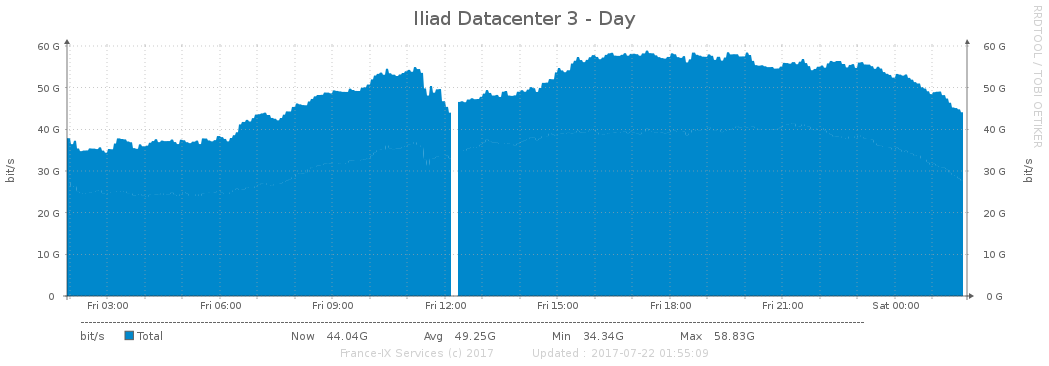 Iliad Datacenter 3 - Day
RRDTOOL / TOBI OETIKER
60 G 60 G
50 G 50 G
40 G 40 G
30 G 30 G
20 G 20 G
10 G 10 G
0 0 G
bit/s bit/s
Fri 03:00 Fri 06:00 Fri 09:00 Fri 12:00 Fri 15:00 Fri 18:00 Fri 21:00 Sat 00:00
bit/s Total Now 44.04G Avg 49.25G Min 34.34G Max 58.83G
France-IX Services (c) 2017 Updated : 2017-07-22 01:55:09